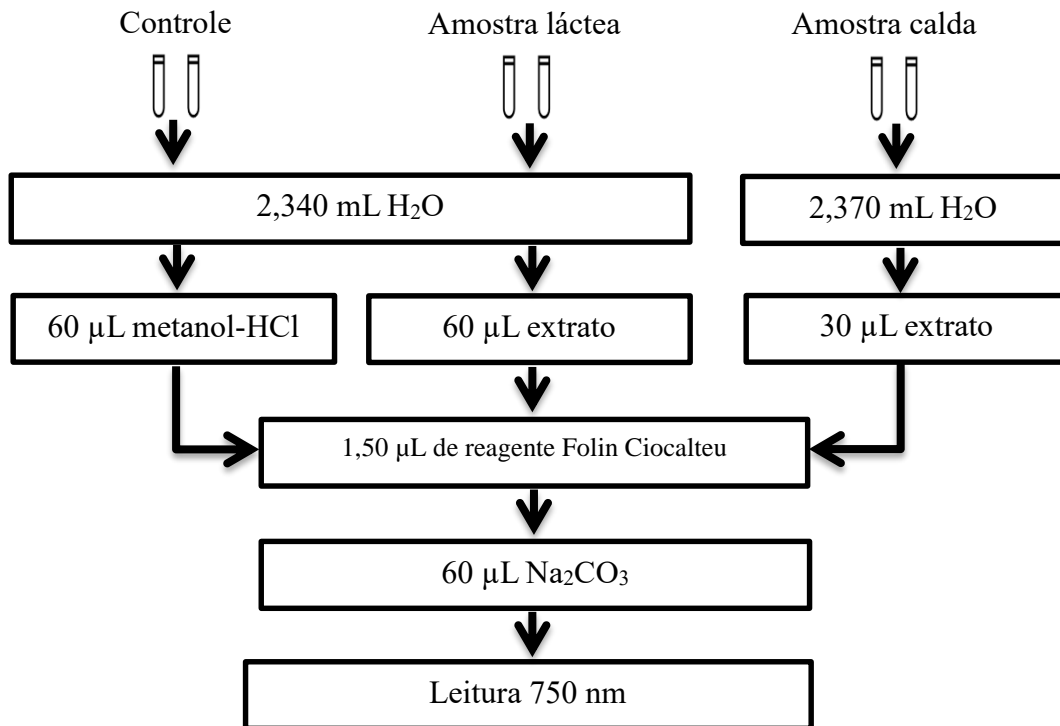 Controle
Amostra láctea
Amostra calda
2,340 mL H₂O
2,370 mL H₂O
60 µL metanol-HCl
60 µL extrato
30 µL extrato
1,50 µL de reagente Folin Ciocalteu
60 µL Na₂CO₃
Leitura 750 nm